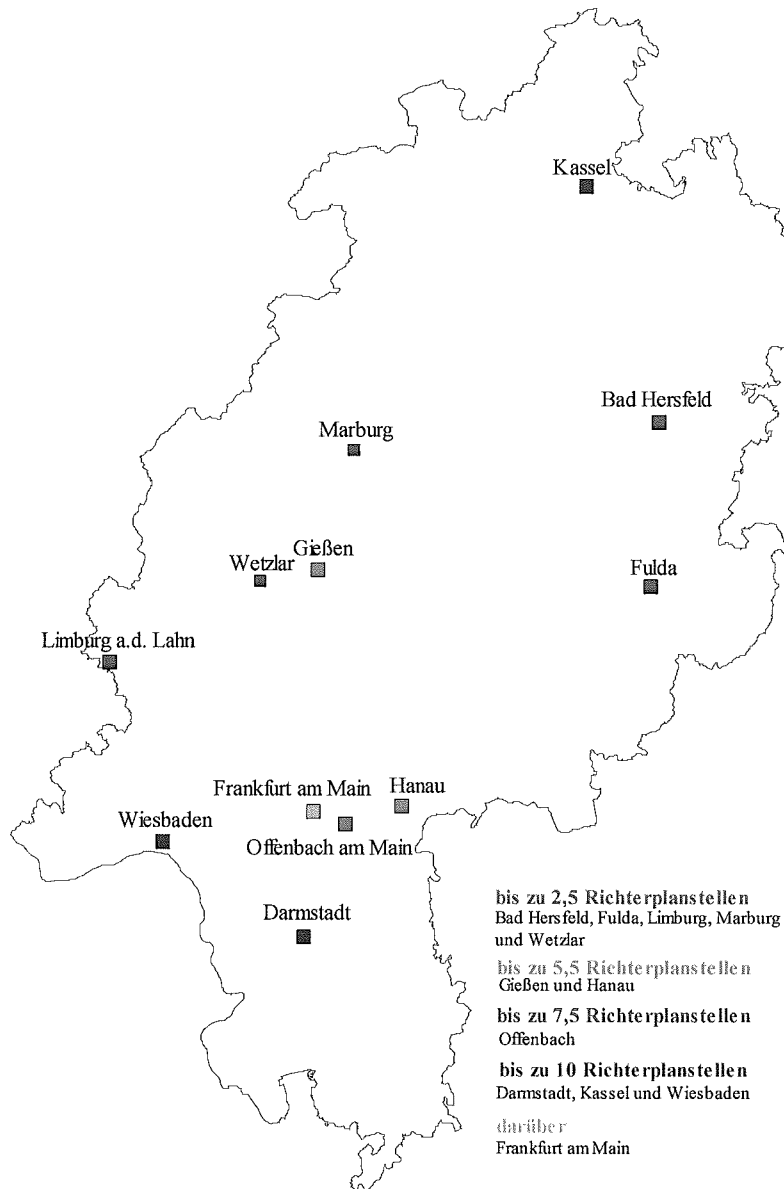 Kassel
Bad Hersfeld
Marburg
Gießen
Wetzlar
Fulda
Limburg a.d. Lahn
Frankfurt am Main
Hanau
Wiesbaden
Offenbach am Main
Darmstadt
bis zu 2,5 Richterplanstellen
Bad Hersfeld, Fulda, Limburg, Marburg
und Wetzlar
bis zu 5,5 Richterplanstellen
Gießen und Hanau
bis zu 7,5 Richterplanstellen
Offenbach
bis zu 10 Richterplanstellen
Darmstadt, Kassel und Wiesbaden
darüber
Frankfurt am Main